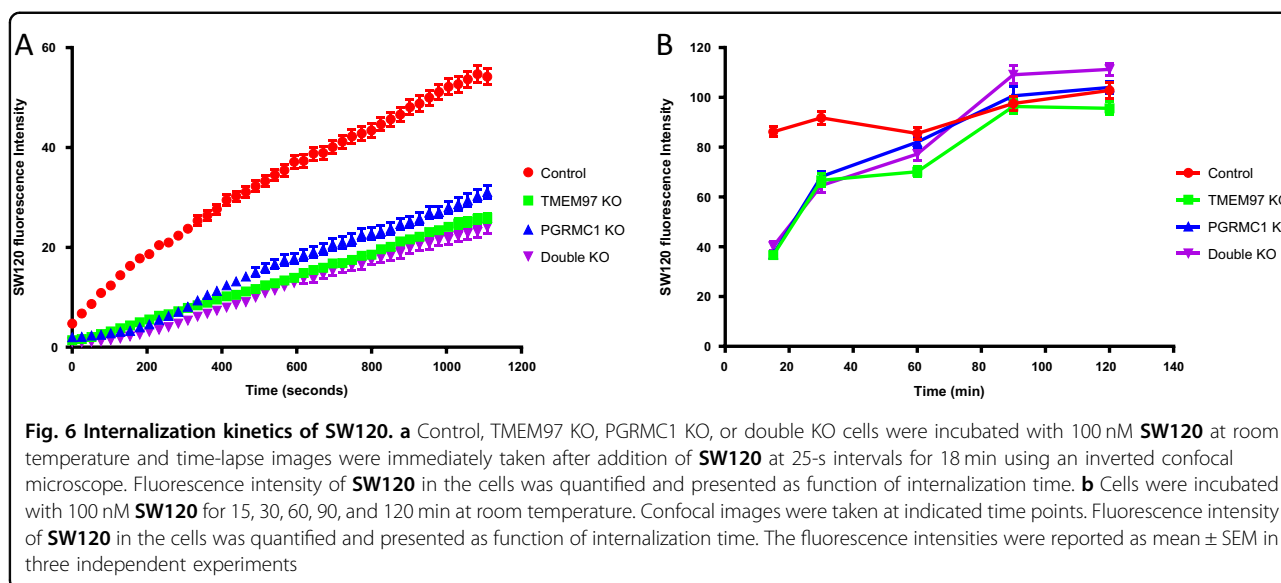 A
60
40
20
0
SW120 fluorescence Intensity
0 200 400 600 800 1000 1200
Time (seconds)
Control
TMEM97 KO
PGRMC1 KO
Double KO
B
120
100
80
60
40
20
0
SW120 fluorescence Intensity
0 20 40 60 80 100 120 140
Time (min)
Control
TMEM97 KO
PGRMC1 K
Double KO
Fig. 6 Internalization kinetics of SW120. a Control, TMEM97 KO, PGRMC1 KO, or double KO cells were incubated with 100 nM SW120 at room
temperature and time-lapse images were immediately taken after addition of SW120 at 25-s intervals for 18 min using an inverted confocal
microscope. Fluorescence intensity of SW120 in the cells was quantified and presented as function of internalization time. b Cells were incubated
with 100 nM SW120 for 15, 30, 60, 90, and 120 min at room temperature. Confocal images were taken at indicated time points. Fluorescence intensity
of SW120 in the cells was quantified and presented as function of internalization time. The fluorescence intensities were reported as mean ± SEM in
three independent experiments